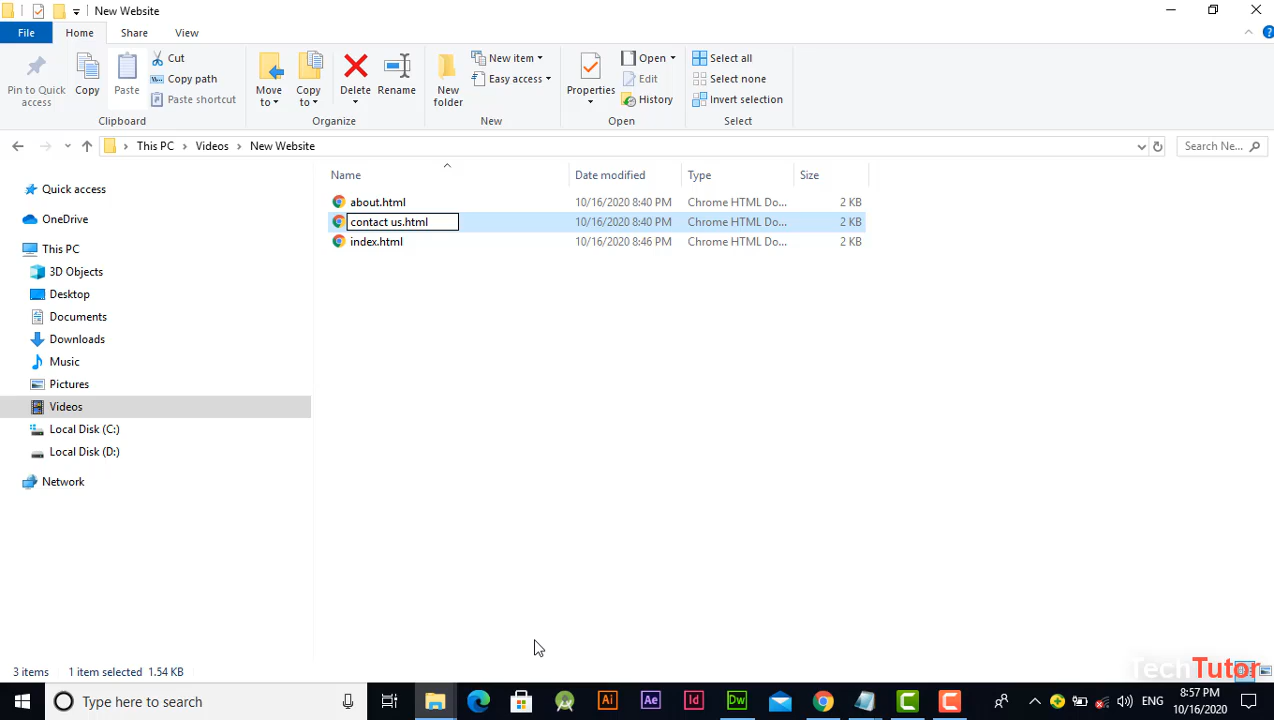 New Website
File Home Share View
Pin to Quick access
Copy
Paste
Cut
Copy path
Paste shortcut
Clipboard
Move to
Copy to
Delete
Rename
Organize
New folder
New item
Easy access
New
Properties
Open
Edit
History
Open
Select all
Select none
Invert selection
Select
This PC Videos New Website
Search Ne...
Name Date modified Type Size
about.html 10/16/2020 8:40 PM Chrome HTML Do... 2 KB
contact us.html 10/16/2020 8:40 PM Chrome HTML Do... 2 KB
index.html 10/16/2020 8:46 PM Chrome HTML Do... 2 KB
Quick access
OneDrive
This PC
3D Objects
Desktop
Documents
Downloads
Music
Pictures
Videos
Local Disk (C:)
Local Disk (D:)
Network
3 items 1 item selected 1.54 KB
TechTutor
Type here to search
Ai
Ae
Id
Dw
ENG
8:57 PM
10/16/2020